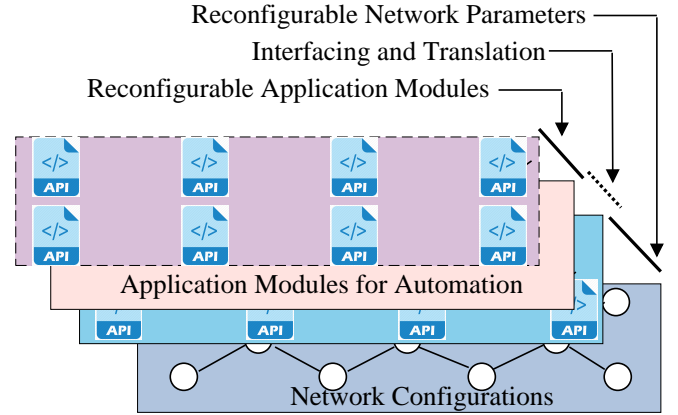 Reconfigurable Network Parameters
Interfacing and Translation
Reconfigurable Application Modules
</> </> </> </>
API API API API
</> </> </> </>
API API API API
Application Modules for Automation
API API API API
Network Configurations